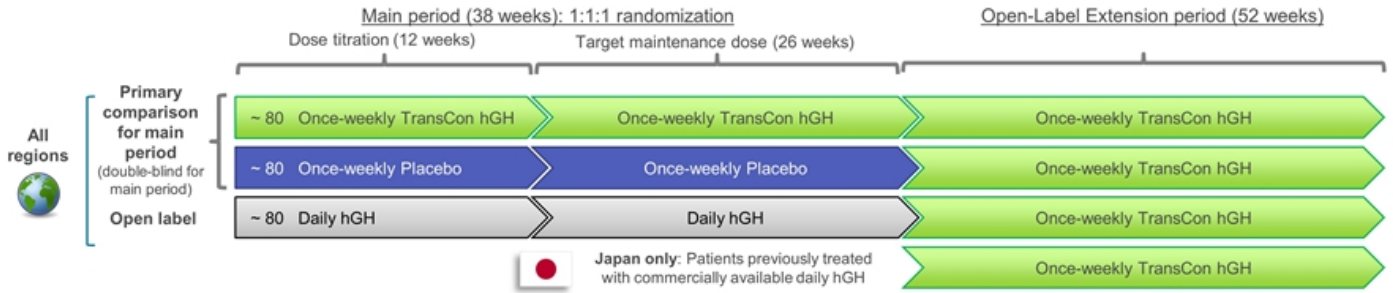 Main period (38 weeks): 1:1:1 randomization
Open-Label Extension period (52 weeks)
Dose titration (12 weeks)
Target maintenance dose (26 weeks)
All
regions
Primary
comparison
for main
period
(double-blind for
main period)
~ 80 Once-weekly TransCon hGH
Once-weekly TransCon hGH
Once-weekly TransCon hGH
~ 80 Once-weekly Placebo
Once-weekly Placebo
Once-weekly TransCon hGH
Open label
~ 80 Daily hGH
Daily hGH
Once-weekly TransCon hGH
Japan only: Patients previously treated
with commercially available daily hGH
Once-weekly TransCon hGH